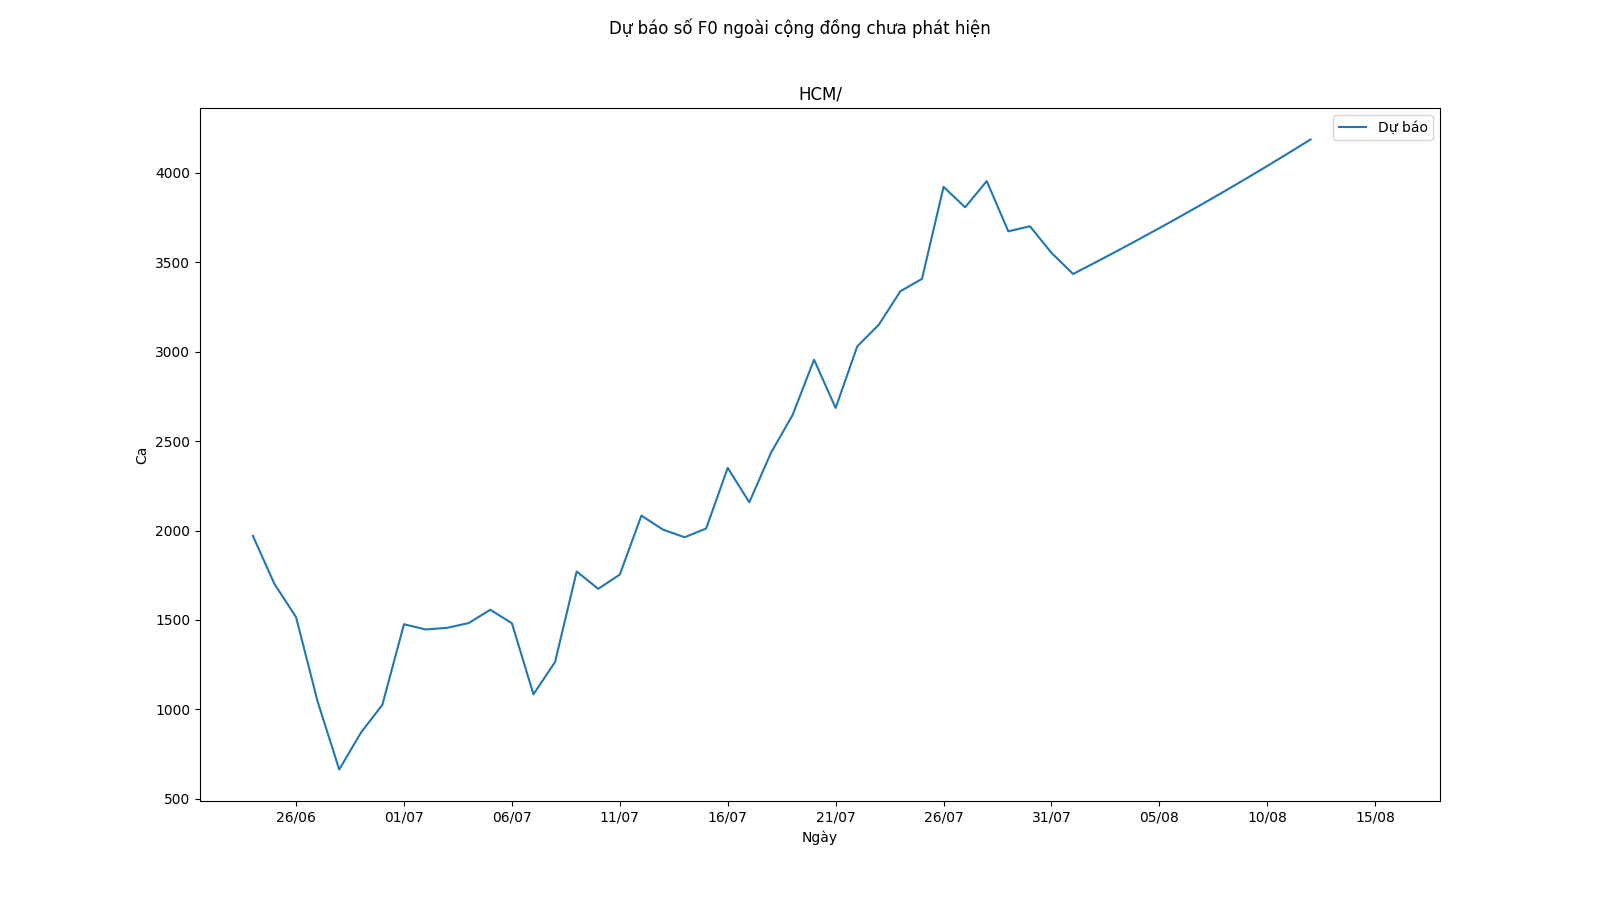 Dự báo số F0 ngoài cộng đồng chưa phát hiện
HCM/
Dự báo
4000
3500
3000
2500
2000
1500
1000
500
Ca
26/06 01/07 06/07 11/07 16/07 21/07 26/07 31/07 05/08 10/08 15/08
Ngày